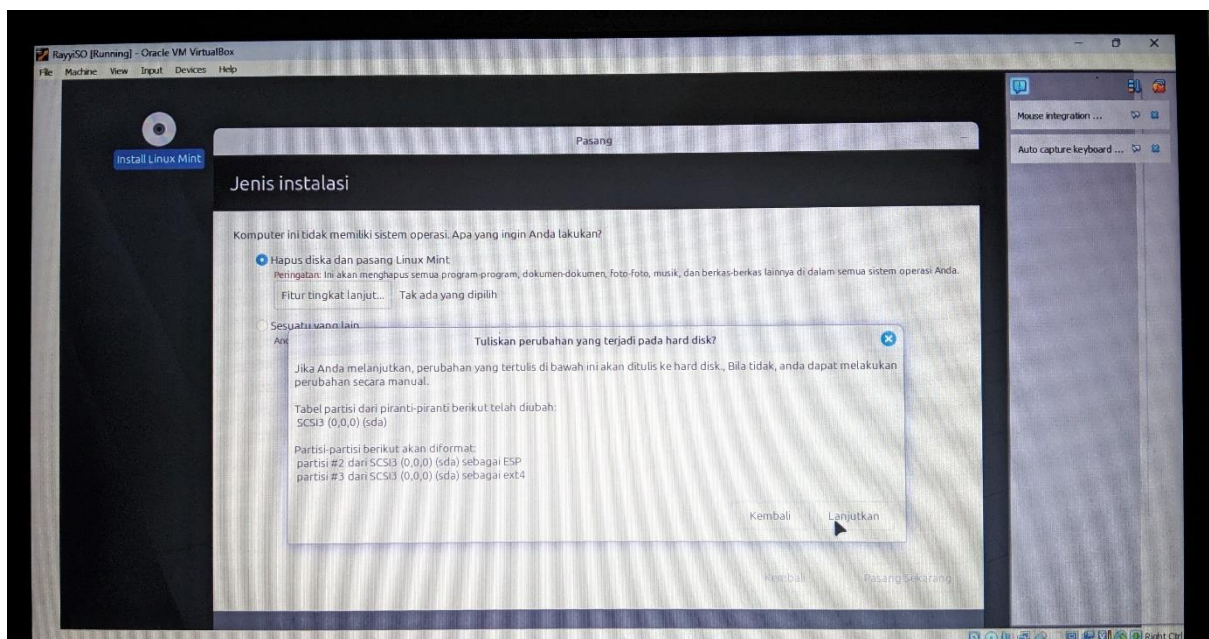 RayyiSO [Running] - Oracle VM VirtualBox
File Machine View Input Devices Help
Mouse integration ...
Auto capture keyboard ...
Install Linux Mint
Pasang
Jenis instalasi
Komputer ini tidak memiliki sistem operasi. Apa yang ingin Anda lakukan?
Hapus diska dan pasang Linux Mint
Peringatan: Ini akan menghapus semua program-program, dokumen-dokumen, foto-foto, musik, dan berkas-berkas lainnya di dalam semua sistem operasi Anda.
Fitur tingkat lanjut... Tak ada yang dipilih
Sesuatu yang lain
Tuliskan perubahan yang terjadi pada hard disk?
Jika Anda melanjutkan, perubahan yang tertulis di bawah ini akan ditulis ke hard disk., Bila tidak, anda dapat melakukan
perubahan secara manual.
Tabel partisi dari piranti-piranti berikut telah diubah:
SCSI3 (0,0,0) (sda)
Partisi-partisi berikut akan diformat:
partisi #2 dari SCSI3 (0,0,0) (sda) sebagai ESP
partisi #3 dari SCSI3 (0,0,0) (sda) sebagai ext4
Kembali Lanjutkan
Kembali Pasang Sekarang
Right Ctrl